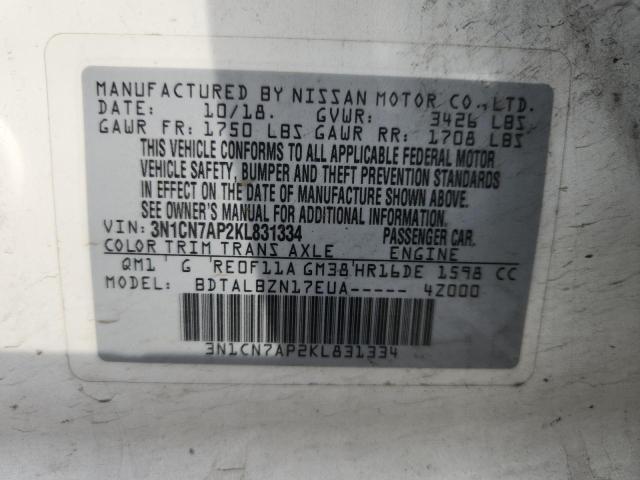 MANUFACTURED BY NISSAN MOTOR CO.,LTD.
DATE: 10/18. GVWR: 3426 LBS
GAWR FR: 1750 LBS GAWR RR: 1708 LBS
THIS VEHICLE CONFORMS TO ALL APPLICABLE FEDERAL MOTOR
VEHICLE SAFETY, BUMPER AND THEFT PREVENTION STANDARDS
IN EFFECT ON THE DATE OF MANUFACTURE SHOWN ABOVE.
SEE OWNER'S MANUAL FOR ADDITIONAL INFORMATION.
VIN: 3N1CN7AP2KL831334 PASSENGER CAR.
COLOR TRIM TRANS AXLE ENGINE
QM1 G RE0F11A GM38 HR16DE 1598 CC
MODEL: BDTALBZN17EUA----- 4Z000
3N1CN7AP2KL831334